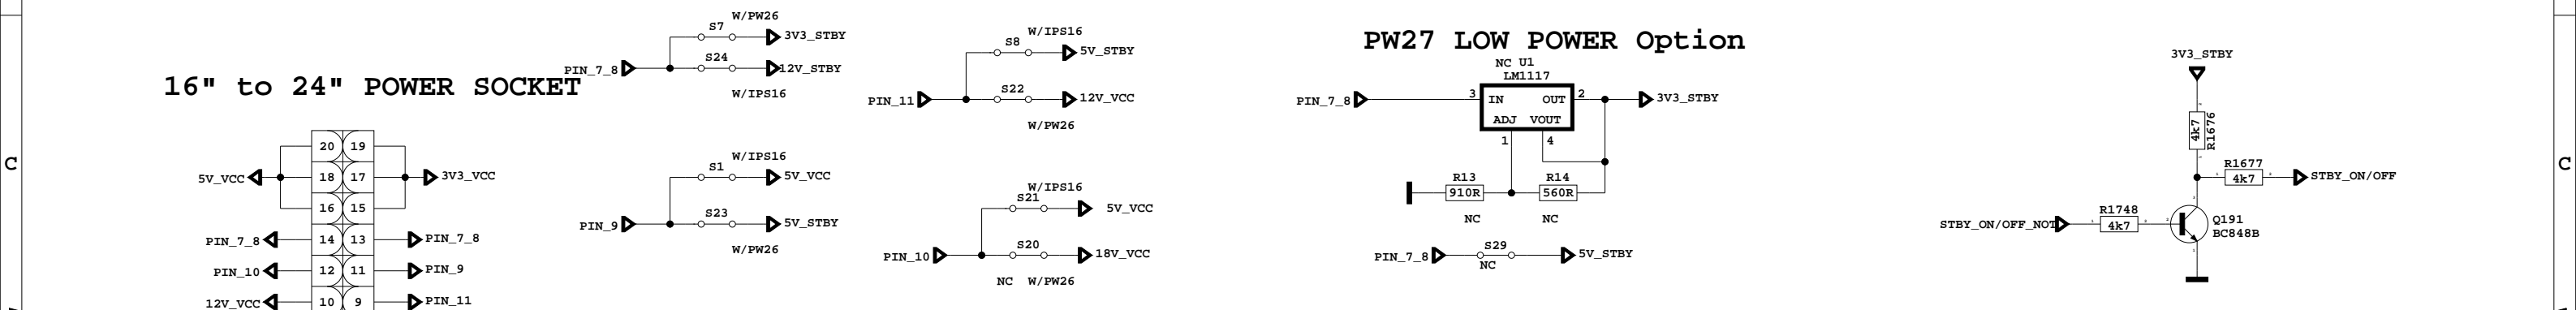 C
16" to 24" POWER SOCKET
20 19
5V_VCC 18 17 3V3_VCC
16 15
PIN_7_8 14 13 PIN_7_8
PIN_10 12 11 PIN_9
12V_VCC 10 9 PIN_11
W/PW26
S7 3V3_STBY
PIN_7_8 S24 12V_STBY
W/IPS16
W/IPS16
S1 5V_VCC
PIN_9 S23 5V_STBY
W/PW26
W/IPS16
S8 5V_STBY
PIN_11 S22 12V_VCC
W/PW26
W/IPS16
S21 5V_VCC
PIN_10 S20 18V_VCC
NC W/PW26
PW27 LOW POWER Option
NC U1
LM1117
PIN_7_8 3 IN OUT 2 3V3_STBY
ADJ VOUT
1 4
R13 R14
910R 560R
NC NC
PIN_7_8 S29 5V_STBY
NC
3V3_STBY
4k7 R1676
R1677
4k7 STBY_ON/OFF
R1748
STBY_ON/OFF_NOT 4k7
Q191
BC848B
C